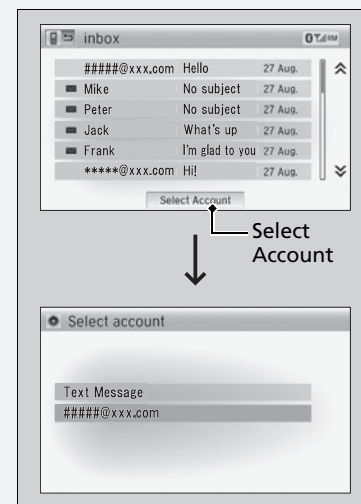 inbox
#####@xxx.com Hello 27 Aug.
Mike No subject 27 Aug.
Peter No subject 27 Aug.
Jack What's up 27 Aug.
Frank I'm glad to you 27 Aug.
*****@xxx.com Hi! 27 Aug.
Select Account
Select
Account
Select account
Text Message
#####@xxx.com